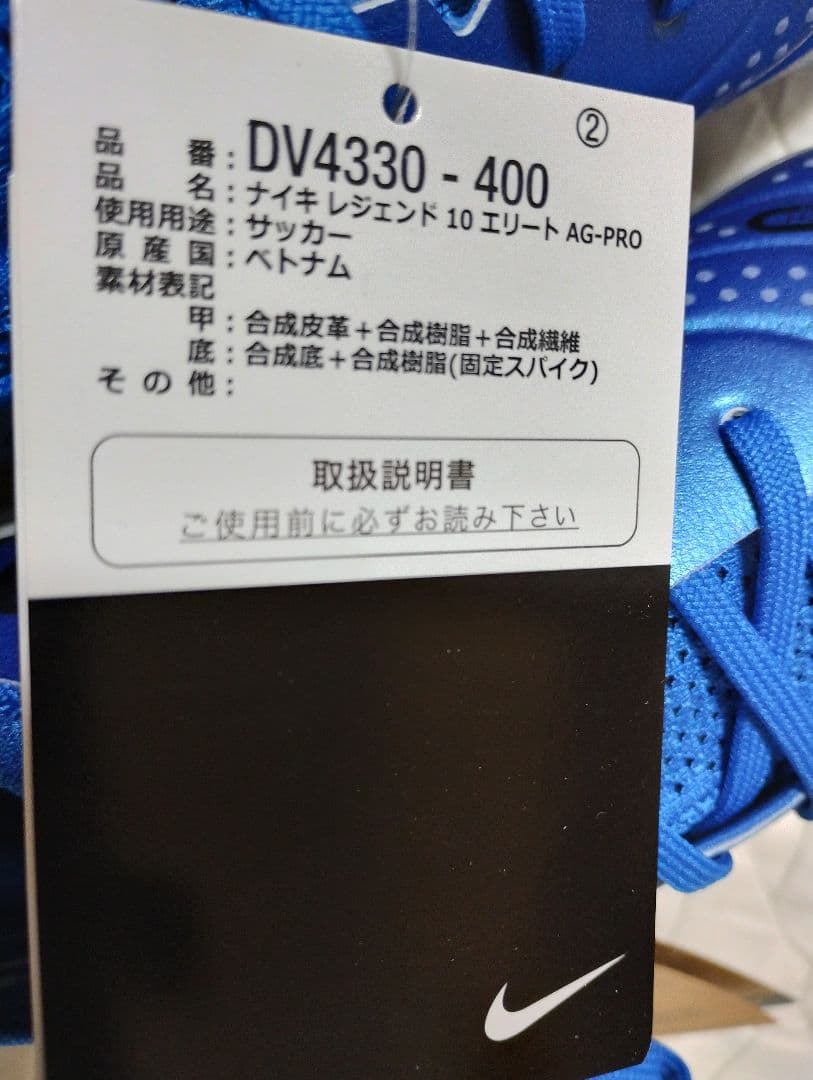 ②
品番:DV4330-400
品名:ナイキ レジェンド 10 エリート AG-PRO
使用用途:サッカー
原産国:ベトナム
素材表記
甲:合成皮革+合成樹脂+合成繊維
底:合成底+合成樹脂(固定スパイク)
その他:
取扱説明書
ご使用前に必ずお読み下さい